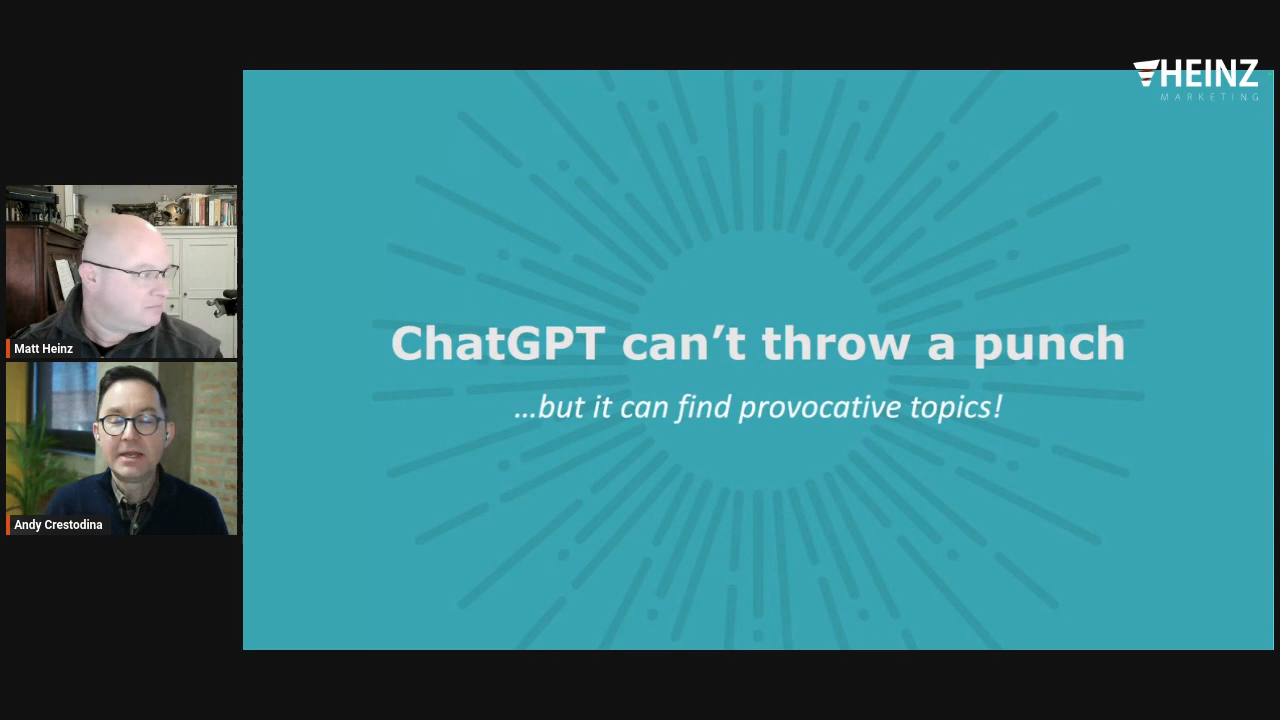 HEINZ
MARKETING
ChatGPT can’t throw a punch
...but it can find provocative topics!
Matt Heinz
Andy Crestodina